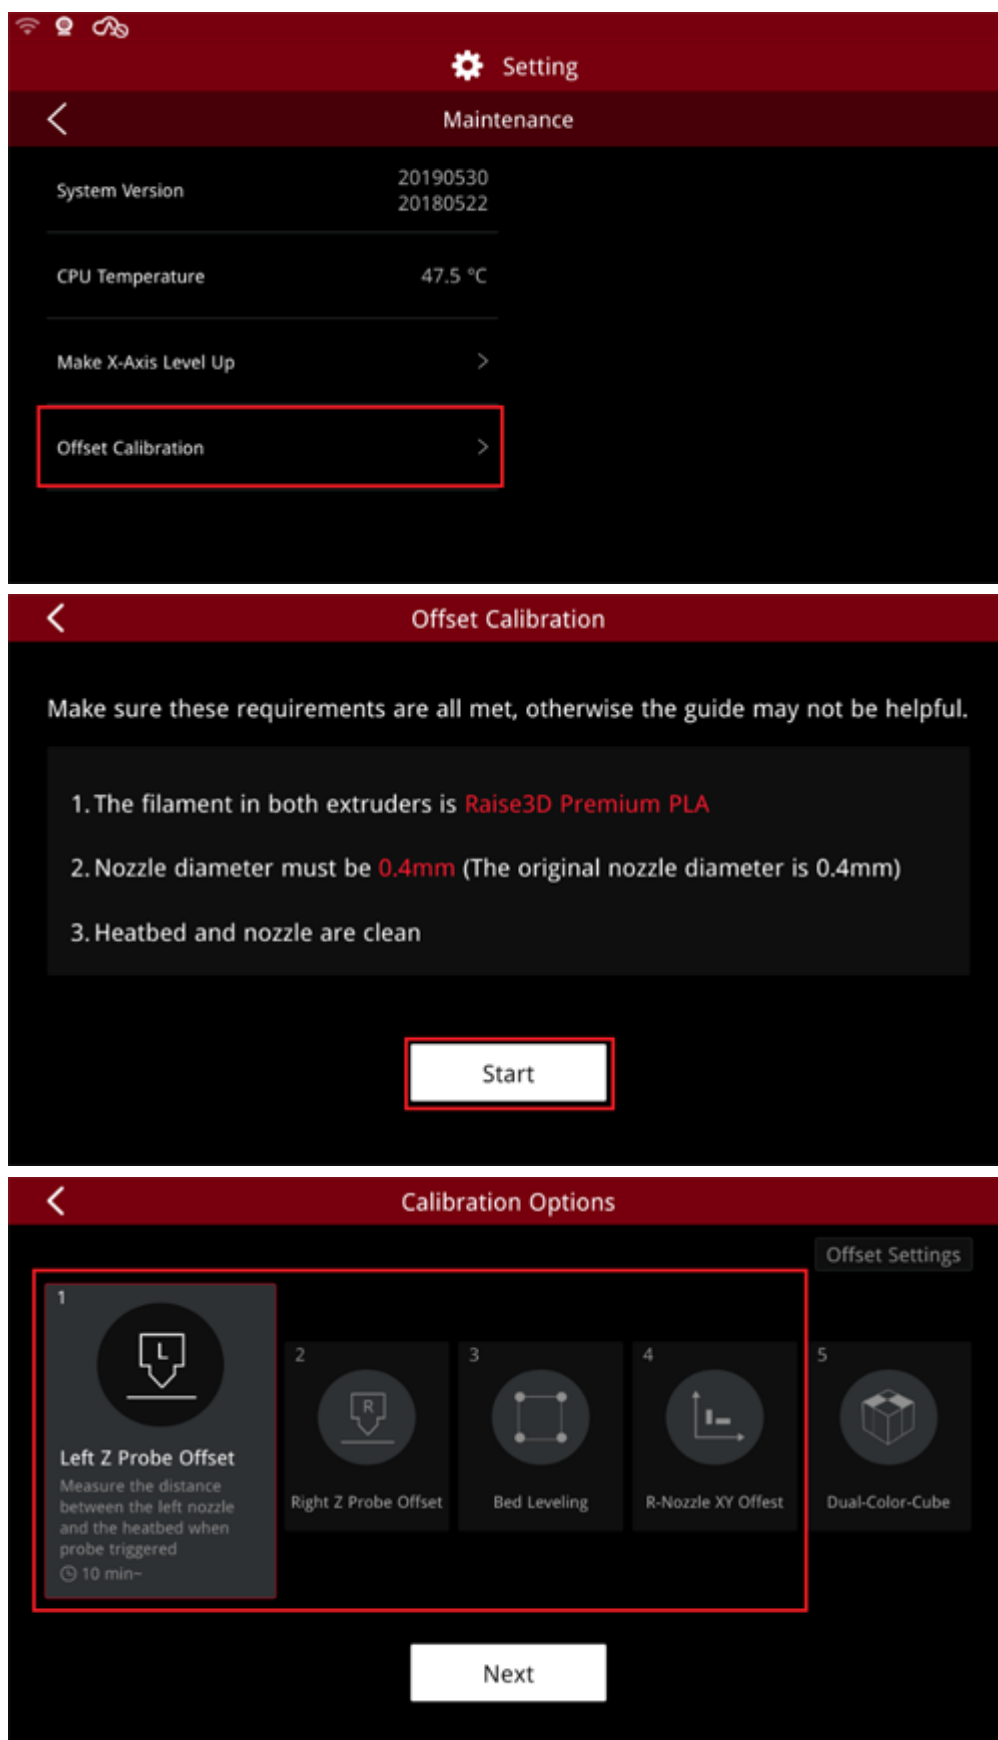 Setting
Maintenance
System Version
20190530
20180522
CPU Temperature
47.5 °C
Make X-Axis Level Up
Offset Calibration
Offset Calibration
Make sure these requirements are all met, otherwise the guide may not be helpful.
1. The filament in both extruders is Raise3D Premium PLA
2. Nozzle diameter must be 0.4mm (The original nozzle diameter is 0.4mm)
3. Heatbed and nozzle are clean
Start
Calibration Options
Offset Settings
1
L
Left Z Probe Offset
Measure the distance
between the left nozzle
and the heatbed when
probe triggered
10 min~
2
R
Right Z Probe Offset
3
Bed Leveling
4
R-Nozzle XY Offest
5
Dual-Color-Cube
Next